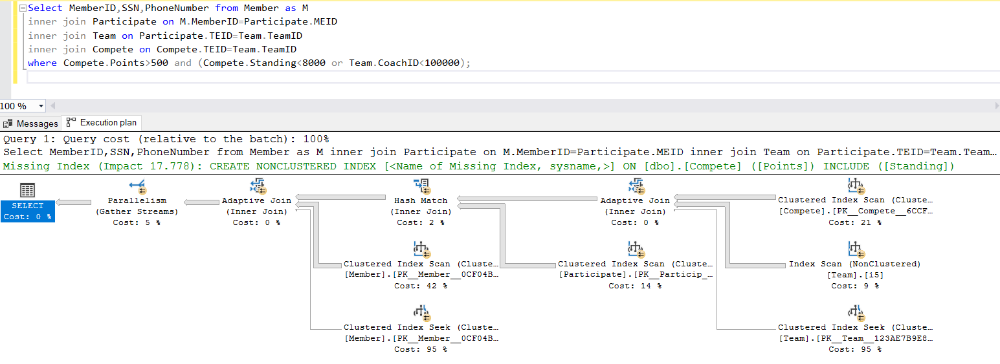 Select MemberID,SSN,PhoneNumber from Member as M
inner join Participate on M.MemberID=Participate.MEID
inner join Team on Participate.TEID=Team.TeamID
inner join Compete on Compete.TEID=Team.TeamID
where Compete.Points>500 and (Compete.Standing<8000 or Team.CoachID<100000);
100 %
Messages
Execution plan
Query 1: Query cost (relative to the batch): 100%
Select MemberID,SSN,PhoneNumber from Member as M inner join Participate on M.MemberID=Participate.MEID inner join Team on Participate.TEID=Team.Team...
Missing Index (Impact 17.778): CREATE NONCLUSTERED INDEX [<Name of Missing Index, sysname,>] ON [dbo].[Compete] ([Points]) INCLUDE ([Standing])
SELECT
Cost: 0 %
Parallelism
(Gather Streams)
Cost: 5 %
Adaptive Join
(Inner Join)
Cost: 0 %
Hash Match
(Inner Join)
Cost: 2 %
Adaptive Join
(Inner Join)
Cost: 0 %
Clustered Index Scan (Cluste...
[Compete].[PK__Compete__6CCF...
Cost: 21 %
Clustered Index Scan (Cluste...
[Member].[PK__Member__0CF04B...
Cost: 42 %
Clustered Index Scan (Cluste...
[Participate].[PK__Particip_...
Cost: 14 %
Index Scan (NonClustered)
[Team].[i5]
Cost: 9 %
Clustered Index Seek (Cluste...
[Member].[PK__Member__0CF04B...
Cost: 95 %
Clustered Index Seek (Cluste...
[Team].[PK__Team__123AE7B9E8...
Cost: 95 %